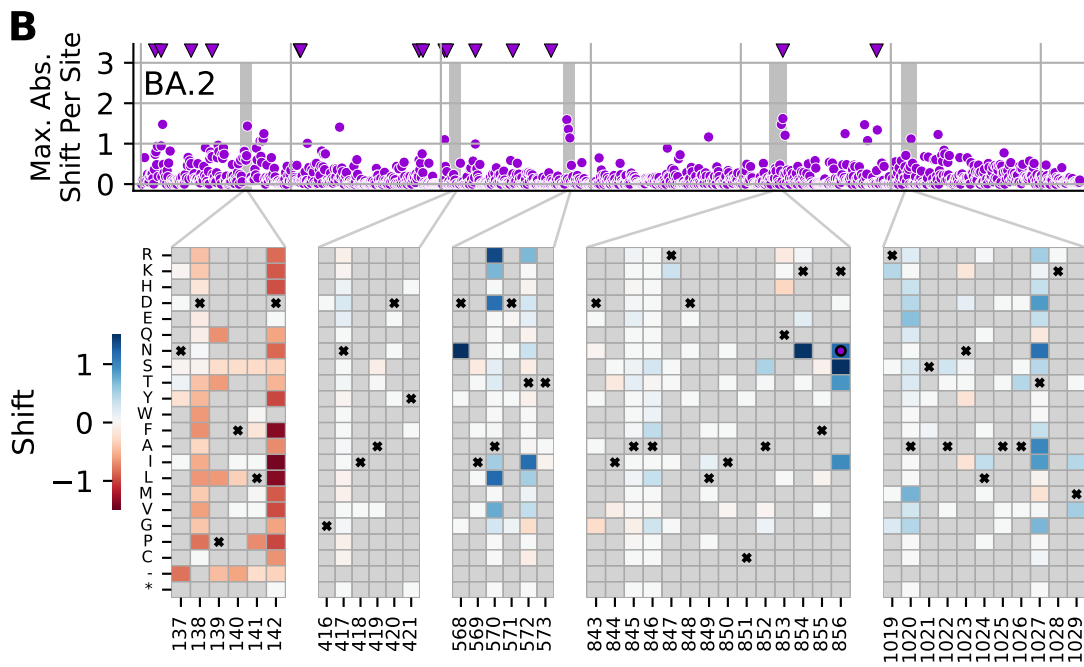 B
Max. Abs.
Shift Per Site
3
2
1
0
BA.2
Shift
1
0
−1
R
K
H
D
E
Q
N
S
T
Y
W
F
A
I
L
M
V
G
P
C
-
*
137 138 139 140 141 142
416 417 418 419 420 421
568 569 570 571 572 573
843 844 845 846 847 848 849 850 851 852 853 854 855 856
1019 1020 1021 1022 1023 1024 1025 1026 1027 1028 1029